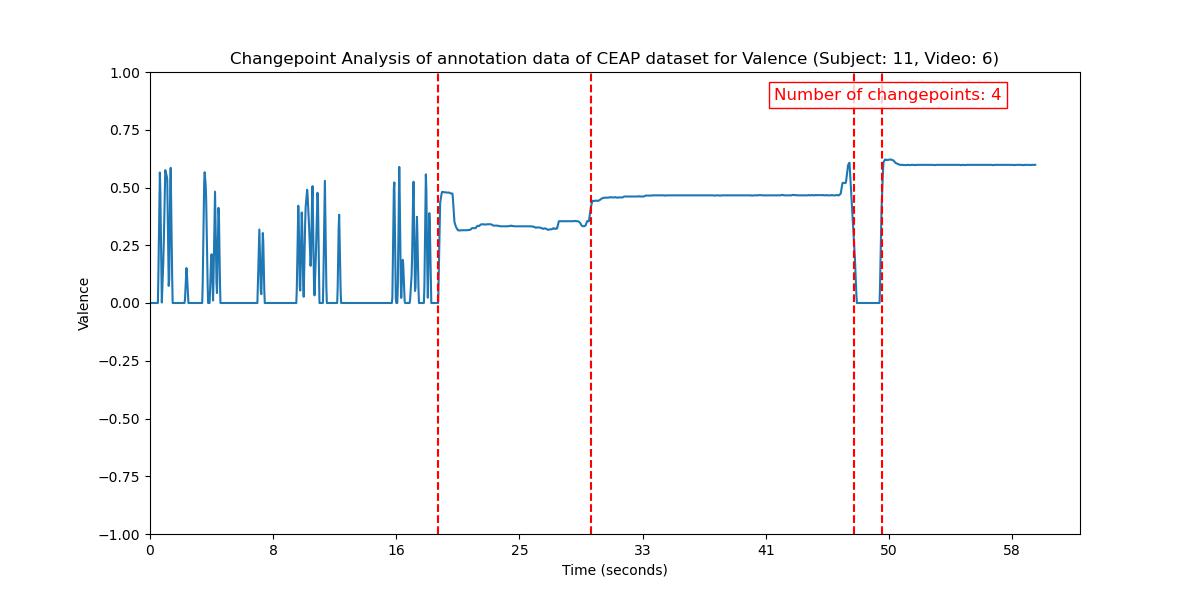 Changepoint Analysis of annotation data of CEAP dataset for Valence (Subject: 11, Video: 6)
Number of changepoints: 4
1.00
0.75
0.50
0.25
0.00
−0.25
−0.50
−0.75
−1.00
Valence
0 8 16 25 33 41 50 58
Time (seconds)